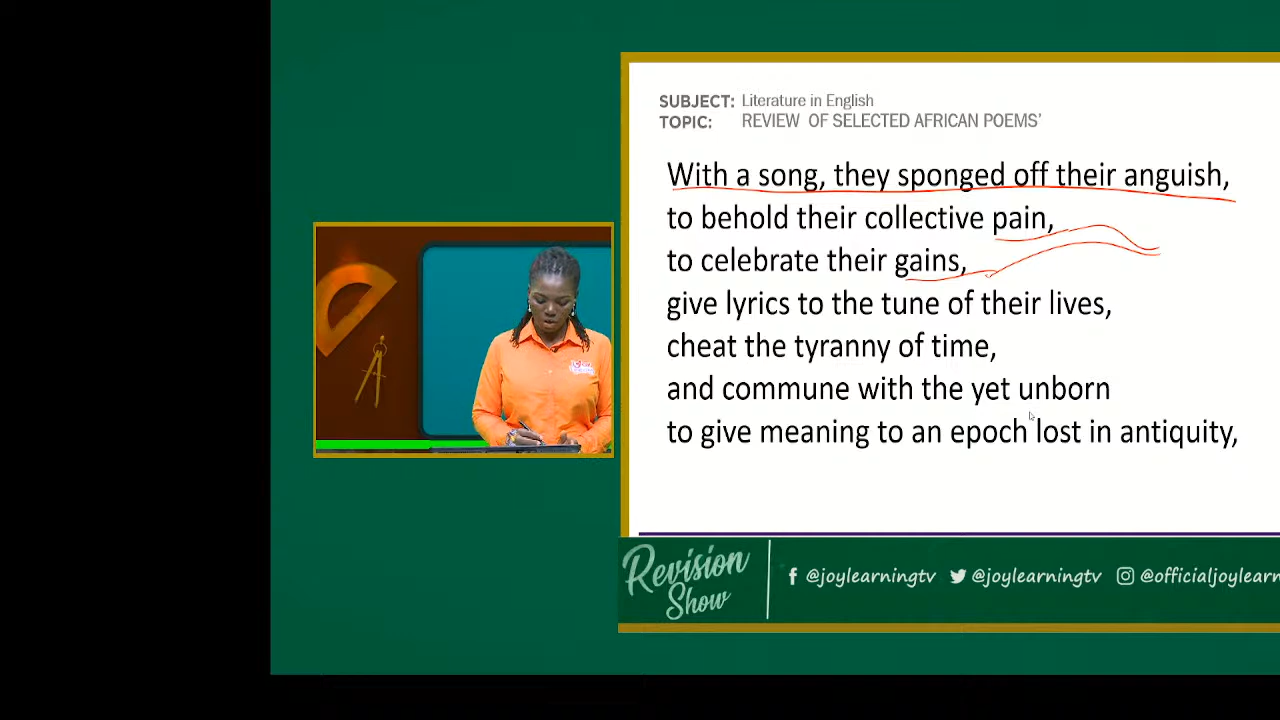 SUBJECT: Literature in English
TOPIC: REVIEW OF SELECTED AFRICAN POEMS'
With a song, they sponged off their anguish,
to behold their collective pain,
to celebrate their gains,
give lyrics to the tune of their lives,
cheat the tyranny of time,
and commune with the yet unborn
to give meaning to an epoch lost in antiquity,
Revision
Show
@joylearningtv @joylearningtv @officialjoylearn